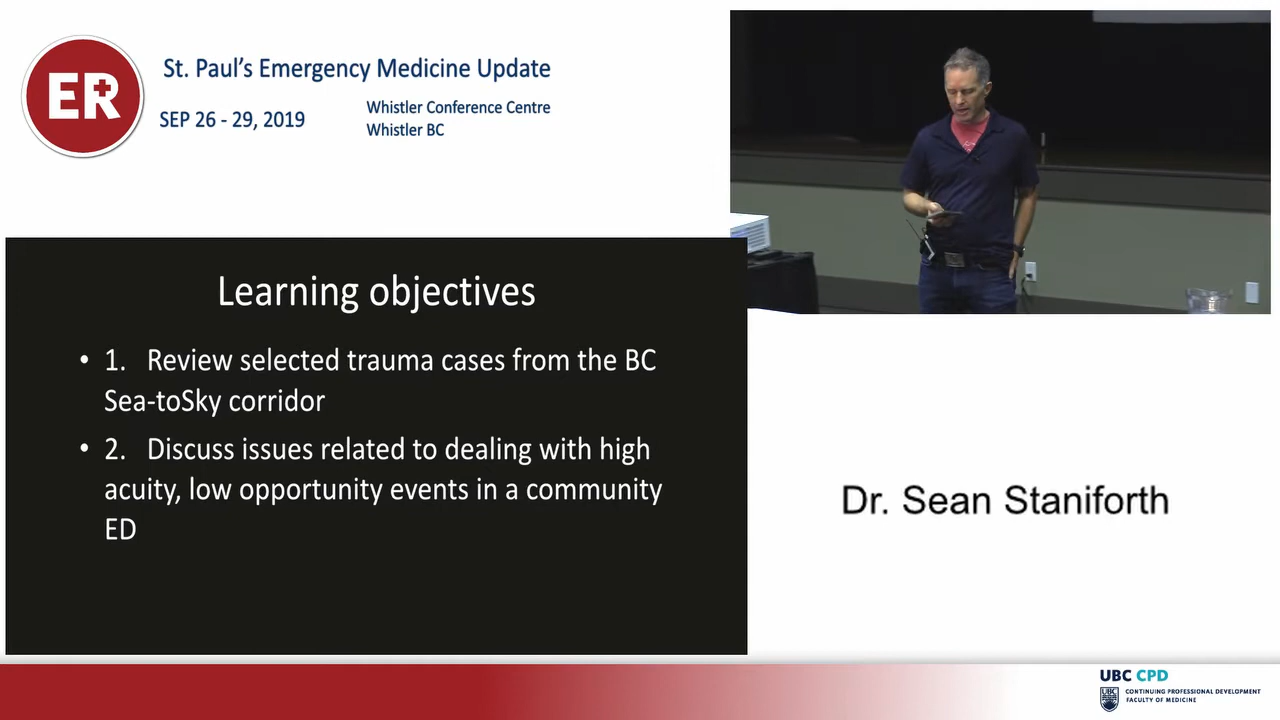 ER
St. Paul's Emergency Medicine Update
SEP 26 - 29, 2019
Whistler Conference Centre
Whistler BC
Learning objectives
• 1. Review selected trauma cases from the BC
Sea-toSky corridor
• 2. Discuss issues related to dealing with high
acuity, low opportunity events in a community
ED
Dr. Sean Staniforth
UBC CPD
UBC
CONTINUING PROFESSIONAL DEVELOPMENT
FACULTY OF MEDICINE